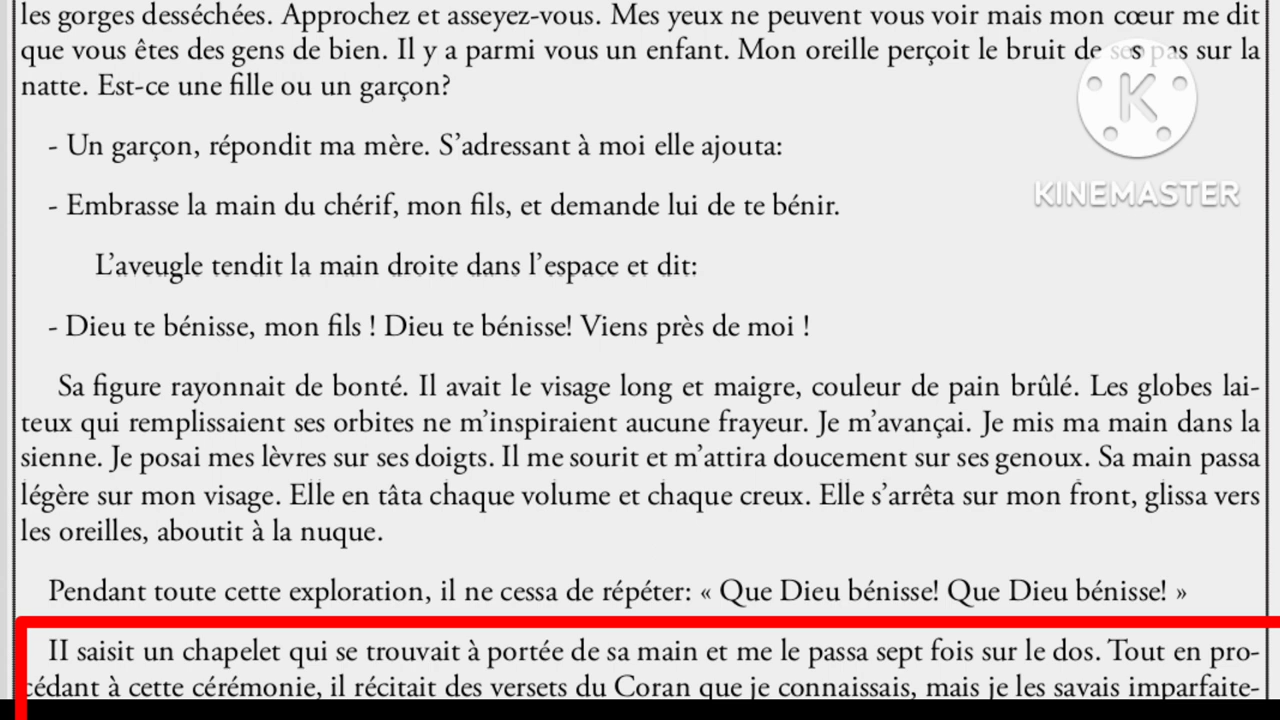 les gorges desséchées. Approchez et asseyez-vous. Mes yeux ne peuvent vous voir mais mon cœur me dit
que vous êtes des gens de bien. Il y a parmi vous un enfant. Mon oreille perçoit le bruit de ses pas sur la
natte. Est-ce une fille ou un garçon?
- Un garçon, répondit ma mère. S’adressant à moi elle ajouta:
- Embrasse la main du chérif, mon fils, et demande lui de te bénir.
L’aveugle tendit la main droite dans l’espace et dit:
- Dieu te bénisse, mon fils ! Dieu te bénisse! Viens près de moi !
Sa figure rayonnait de bonté. Il avait le visage long et maigre, couleur de pain brûlé. Les globes lai-
teux qui remplissaient ses orbites ne m’inspiraient aucune frayeur. Je m’avançai. Je mis ma main dans la
sienne. Je posai mes lèvres sur ses doigts. Il me sourit et m’attira doucement sur ses genoux. Sa main passa
légère sur mon visage. Elle en tâta chaque volume et chaque creux. Elle s’arrêta sur mon front, glissa vers
les oreilles, aboutit à la nuque.
Pendant toute cette exploration, il ne cessa de répéter: « Que Dieu bénisse! Que Dieu bénisse! »
II saisit un chapelet qui se trouvait à portée de sa main et me le passa sept fois sur le dos. Tout en pro-
cédant à cette cérémonie, il récitait des versets du Coran que je connaissais, mais je les savais imparfaite-
K
KINEMASTER